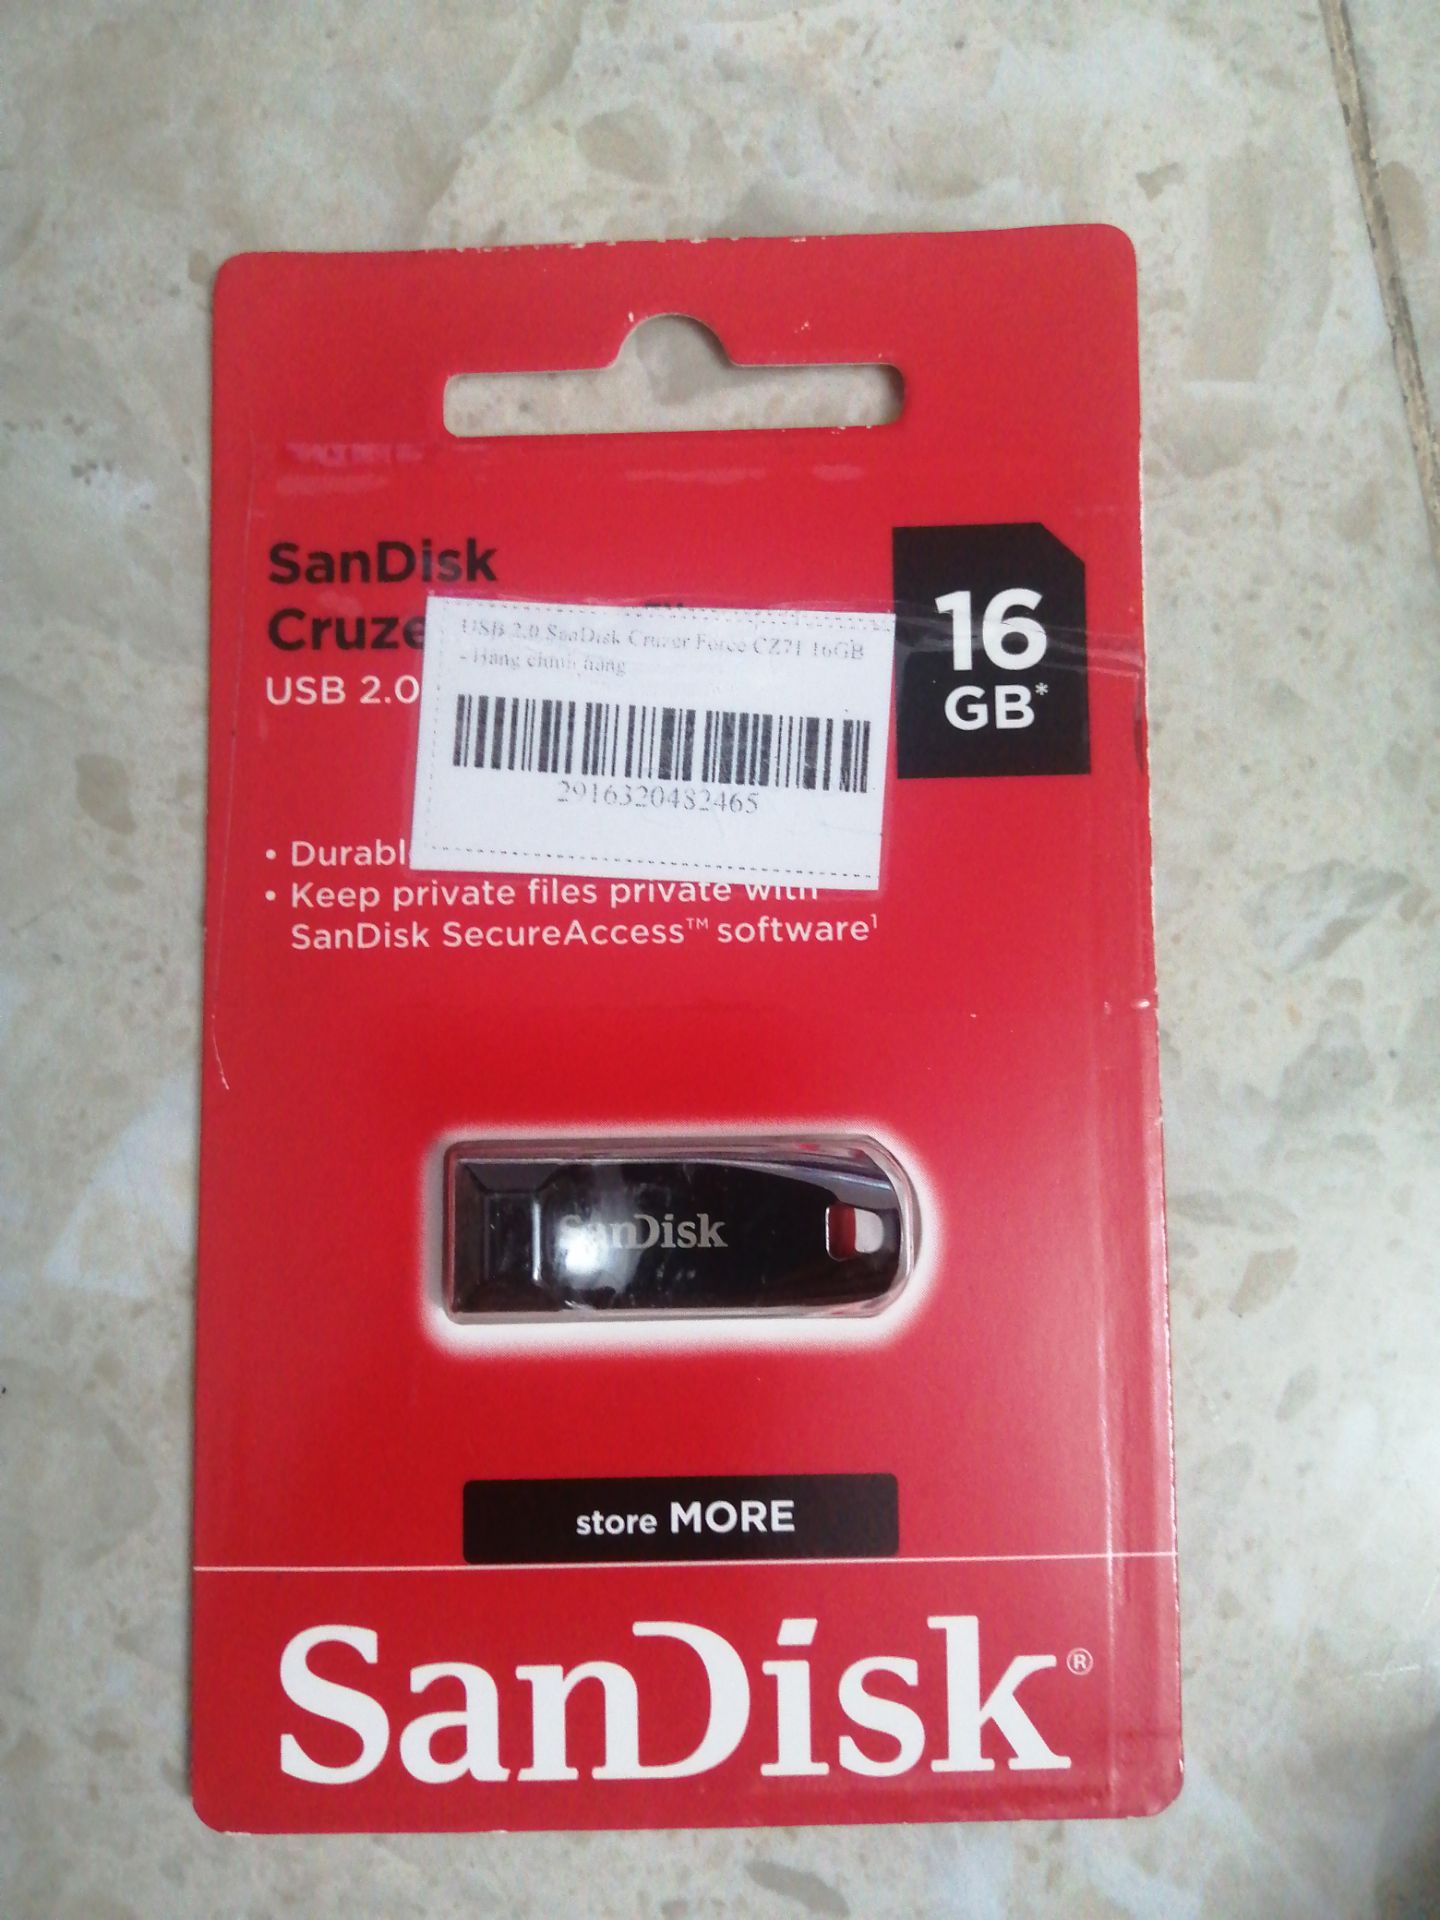 SanDisk
Cruze
USB 2.0
16
GB*
USB 2.0 SanDisk Cruzer Force CZ71 16GB
- Hàng chính hãng
2916320482465
• Durabl
• Keep private files private with
SanDisk SecureAccess™ software¹
SanDisk
store MORE
SanDisk®